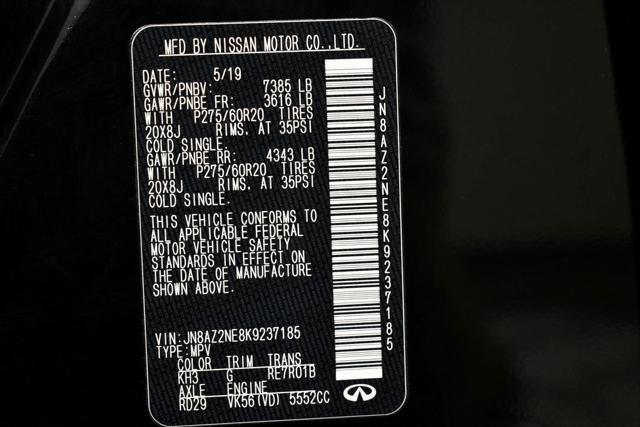 MFD BY NISSAN MOTOR CO.,LTD.
DATE: 5/19
GVWR/PNBV: 7385 LB
GAWR/PNBE FR: 3616 LB
WITH P275/60R20 TIRES
20X8J RIMS. AT 35PSI
COLD SINGLE.
GAWR/PNBE RR: 4343 LB
WITH P275/60R20 TIRES
20X8J RIMS. AT 35PSI
COLD SINGLE.
THIS VEHICLE CONFORMS TO
ALL APPLICABLE FEDERAL
MOTOR VEHICLE SAFETY
STANDARDS IN EFFECT ON
THE DATE OF MANUFACTURE
SHOWN ABOVE.
VIN:JN8AZ2NE8K9237185
TYPE:MPV
COLOR TRIM TRANS
KH3 G RE7R01B
AXLE ENGINE
RD29 VK56(VD) 5552CC
JN8AZ2NE8K9237185